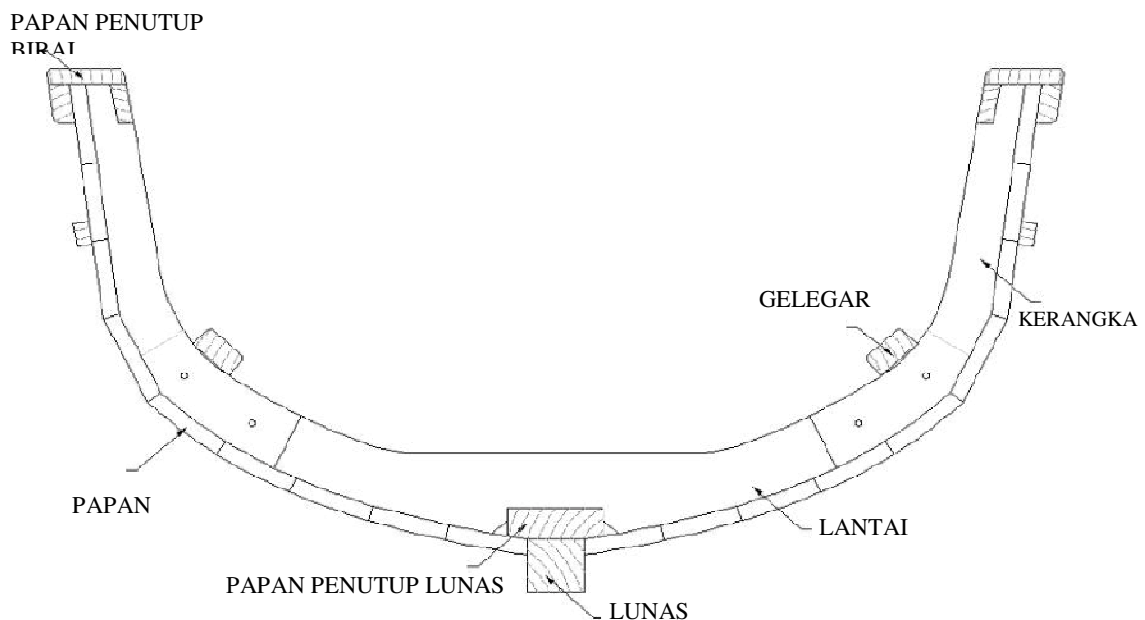 PAPAN PENUTUP
BIRAI
GELEGAR
KERANGKA
PAPAN
LANTAI
PAPAN PENUTUP LUNAS
LUNAS